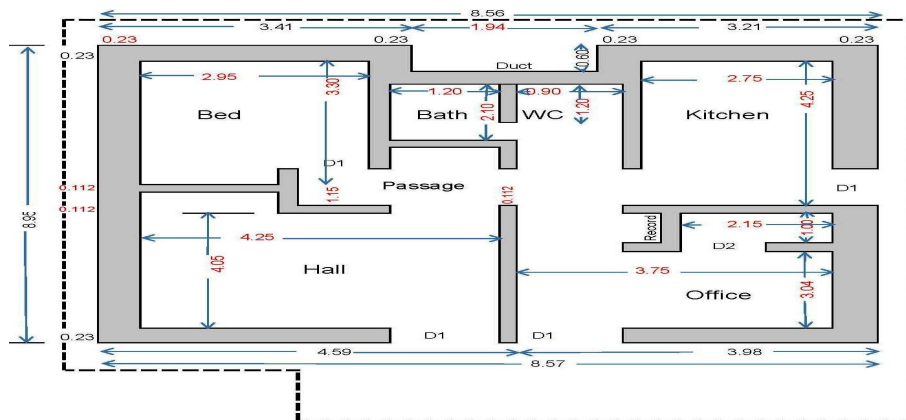 8.56
3.41 1.94 3.21
0.23 0.23 0.23 0.23
0.23 0.60
Duct
2.95 3.30 1.20 0.90 2.75
2.10 1.20 4.25
Bed Bath WC Kitchen
D1
0.112 1.15 Passage 0.112 D1
0.112
8.95
Record 2.15 1.00
4.25 D2
4.05 Hall 3.75 3.04
Office
0.23 D1 D1
4.59 3.98
8.57